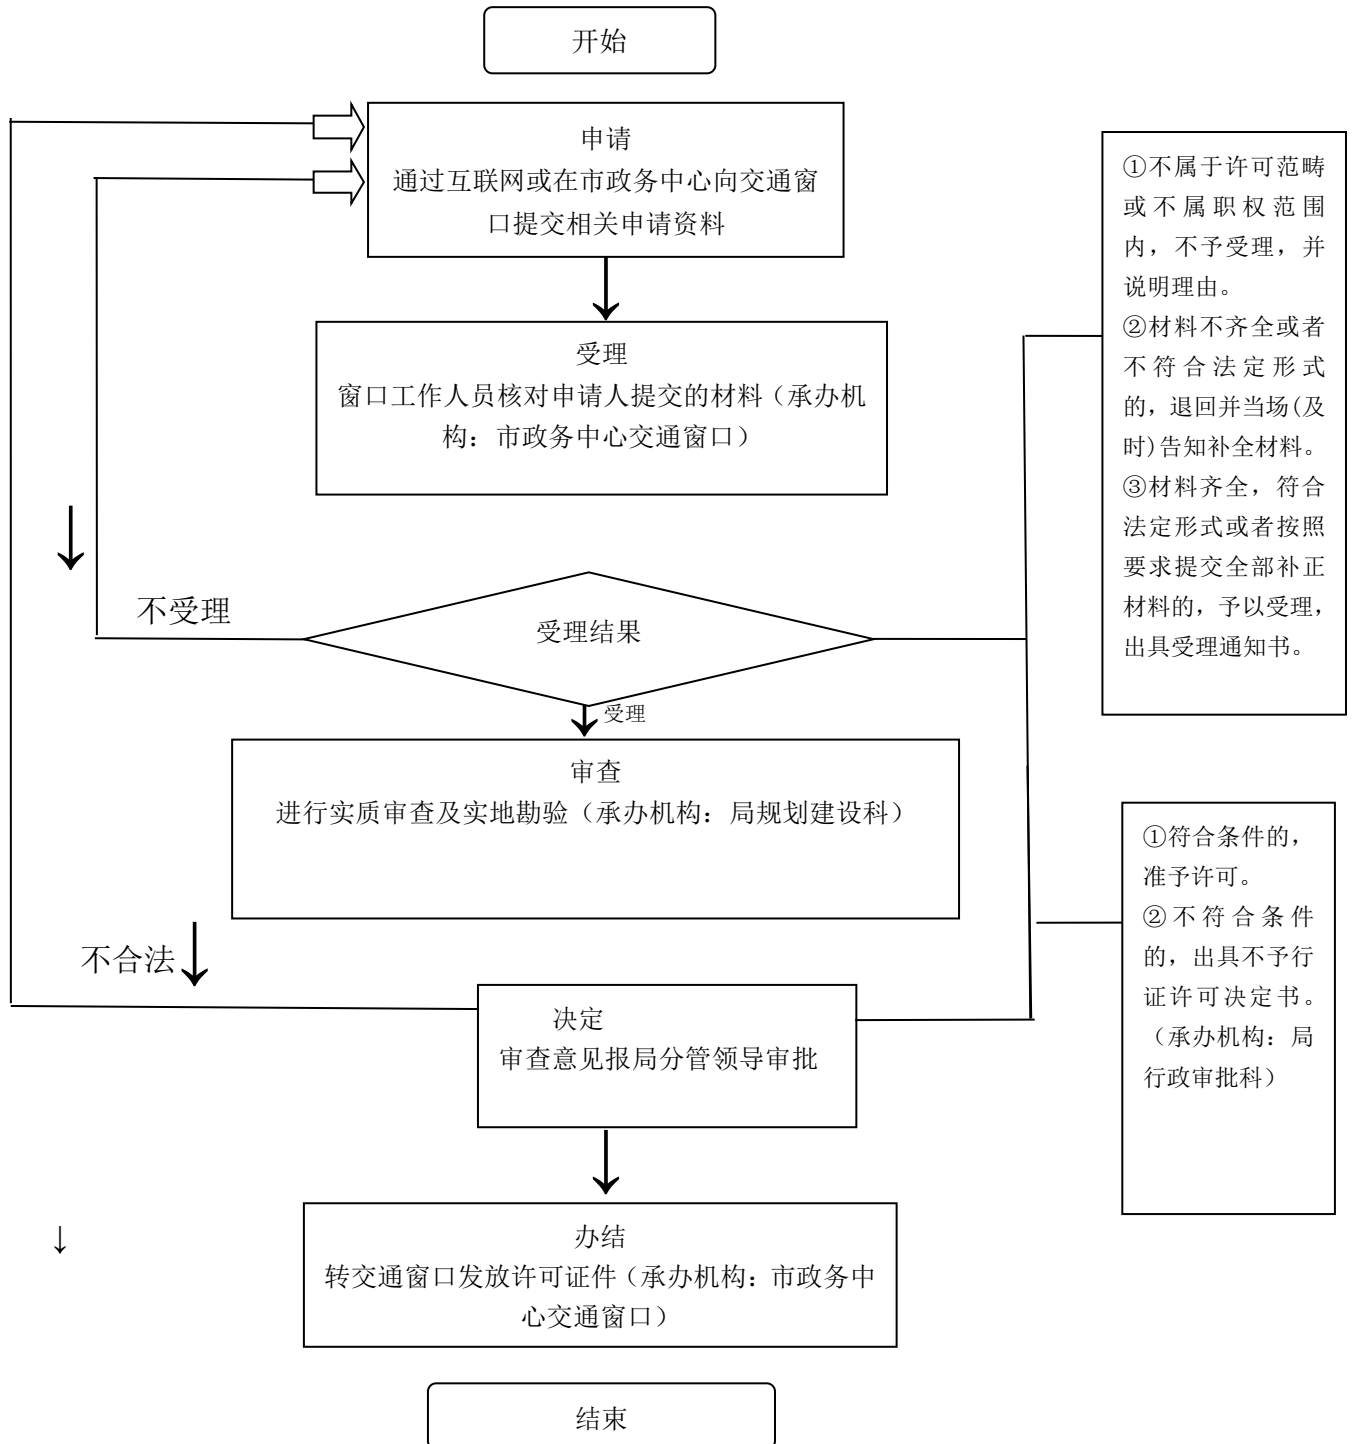 开始
申请
通过互联网或在市政务中心向交通窗
口提交相关申请资料
受理
窗口工作人员核对申请人提交的材料（承办机
构：市政务中心交通窗口）
↓
不受理
受理结果
受理
审查
进行实质审查及实地勘验（承办机构：局规划建设科）
不合法
↓
决定
审查意见报局分管领导审批
办结
转交通窗口发放许可证件（承办机构：市政务中
心交通窗口）
↓
结束
①不属于许可范畴
或不属职权范围
内，不予受理，并
说明理由。
②材料不齐全或者
不符合法定形式
的，退回并当场(及
时)告知补全材料。
③材料齐全，符合
法定形式或者按照
要求提交全部补正
材料的，予以受理，
出具受理通知书。
①符合条件的，
准予许可。
②不符合条件
的，出具不予行
证许可决定书。
（承办机构：局
行政审批科）